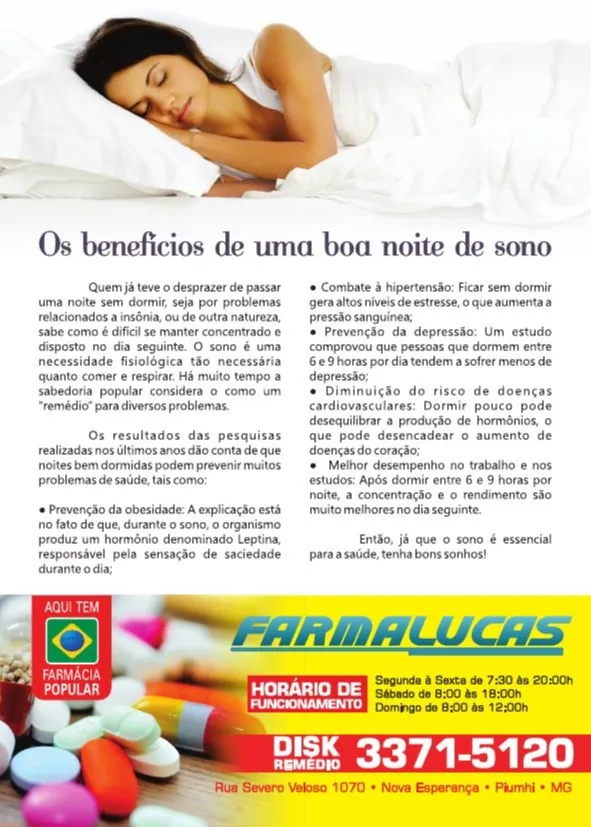 Os benefícios de uma boa noite de sono
Quem já teve o desprazer de passar
uma noite sem dormir, seja por problemas
relacionados a insônia, ou de outra natureza,
sabe como é difícil se manter concentrado e
disposto no dia seguinte. O sono é uma
necessidade fisiológica tão necessária
quanto comer e respirar. Há muito tempo a
sabedoria popular considera o como um
"remédio" para diversos problemas.
Os resultados das pesquisas
realizadas nos últimos anos dão conta de que
noites bem dormidas podem prevenir muitos
problemas de saúde, tais como:
● Prevenção da obesidade: A explicação está
no fato de que, durante o sono, o organismo
produz um hormônio denominado Leptina,
responsável pela sensação de saciedade
durante o dia;
● Combate à hipertensão: Ficar sem dormir
gera altos níveis de estresse, o que aumenta a
pressão sanguínea;
● Prevenção da depressão: Um estudo
comprovou que pessoas que dormem entre
6 e 9 horas por dia tendem a sofrer menos de
depressão;
● Diminuição do risco de doenças
cardiovasculares: Dormir pouco pode
desequilibrar a produção de hormônios, o
que pode desencadear o aumento de
doenças do coração;
● Melhor desempenho no trabalho e nos
estudos: Após dormir entre 6 e 9 horas por
noite, a concentração e o rendimento são
muito melhores no dia seguinte.
Então, já que o sono é essencial
para a saúde, tenha bons sonhos!
AQUI TEM
FARMÁCIA
POPULAR
FARMALUCAS
HORÁRIO DE
FUNCIONAMENTO
Segunda à Sexta de 7:30 às 20:00h
Sábado de 8:00 às 18:00h
Domingo de 8:00 às 12:00h
DISK
REMÉDIO
3371-5120
Rua Severo Veloso 1070 • Nova Esperança • Piumhi • MG